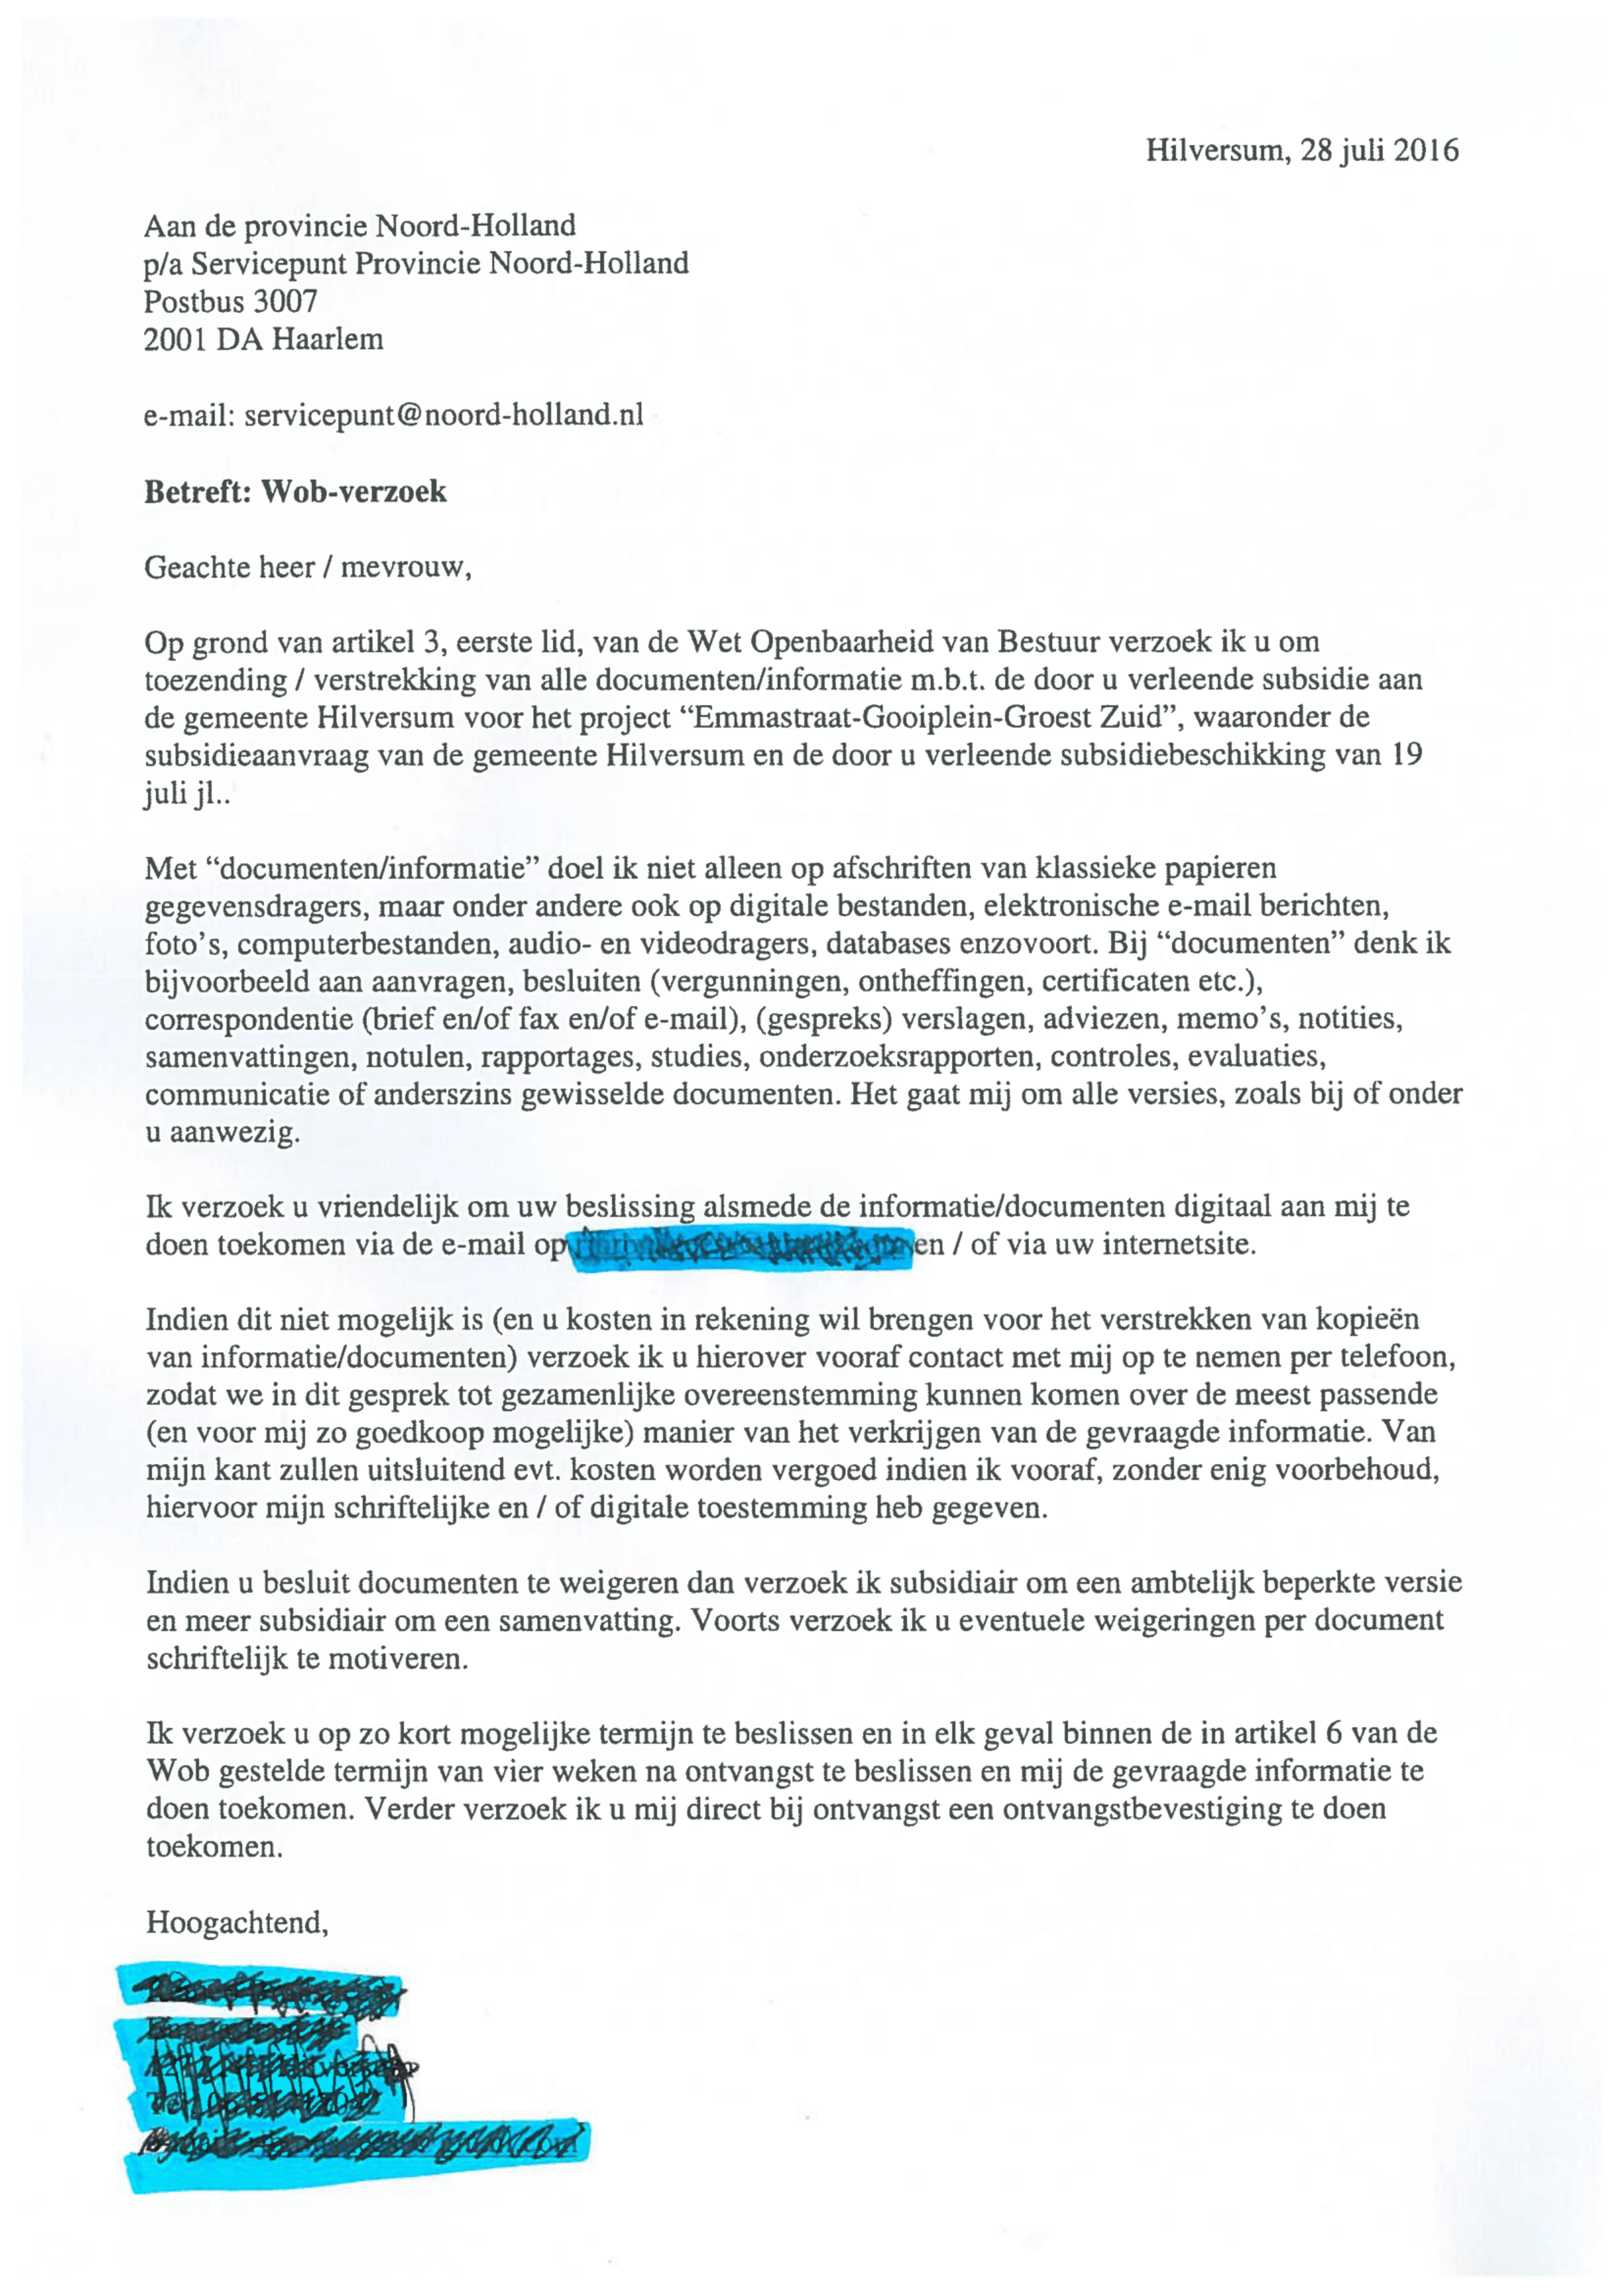 Hilversum, 28 juli 2016
Aan de provincie Noord-Holland
p/a Servicepunt Provincie Noord-Holland
Postbus 3007
2001 DA Haarlem
e-mail: servicepunt@noord-holland.nl
Betreft: Wob-verzoek
Geachte heer / mevrouw,
Op grond van artikel 3, eerste lid, van de Wet Openbaarheid van Bestuur verzoek ik u om
toezending / verstrekking van alle documenten/informatie m.b.t. de door u verleende subsidie aan
de gemeente Hilversum voor het project “Emmastraat-Gooiplein-Groest Zuid”, waaronder de
subsidieaanvraag van de gemeente Hilversum en de door u verleende subsidiebeschikking van 19
juli jl..
Met “documenten/informatie” doel ik niet alleen op afschriften van klassieke papieren
gegevensdragers, maar onder andere ook op digitale bestanden, elektronische e-mail berichten,
foto’s, computerbestanden, audio- en videodragers, databases enzovoort. Bij “documenten” denk ik
bijvoorbeeld aan aanvragen, besluiten (vergunningen, ontheffingen, certificaten etc.),
correspondentie (brief en/of fax en/of e-mail), (gespreks) verslagen, adviezen, memo’s, notities,
samenvattingen, notulen, rapportages, studies, onderzoeksrapporten, controles, evaluaties,
communicatie of anderszins gewisselde documenten. Het gaat mij om alle versies, zoals bij of onder
u aanwezig.
Ik verzoek u vriendelijk om uw beslissing alsmede de informatie/documenten digitaal aan mij te
doen toekomen via de e-mail op en / of via uw internetsite.
Indien dit niet mogelijk is (en u kosten in rekening wil brengen voor het verstrekken van kopieën
van informatie/documenten) verzoek ik u hierover vooraf contact met mij op te nemen per telefoon,
zodat we in dit gesprek tot gezamenlijke overeenstemming kunnen komen over de meest passende
(en voor mij zo goedkoop mogelijke) manier van het verkrijgen van de gevraagde informatie. Van
mijn kant zullen uitsluitend evt. kosten worden vergoed indien ik vooraf, zonder enig voorbehoud,
hiervoor mijn schriftelijke en / of digitale toestemming heb gegeven.
Indien u besluit documenten te weigeren dan verzoek ik subsidiair om een ambtelijk beperkte versie
en meer subsidiair om een samenvatting. Voorts verzoek ik u eventuele weigeringen per document
schriftelijk te motiveren.
Ik verzoek u op zo kort mogelijke termijn te beslissen en in elk geval binnen de in artikel 6 van de
Wob gestelde termijn van vier weken na ontvangst te beslissen en mij de gevraagde informatie te
doen toekomen. Verder verzoek ik u mij direct bij ontvangst een ontvangstbevestiging te doen
toekomen.
Hoogachtend,